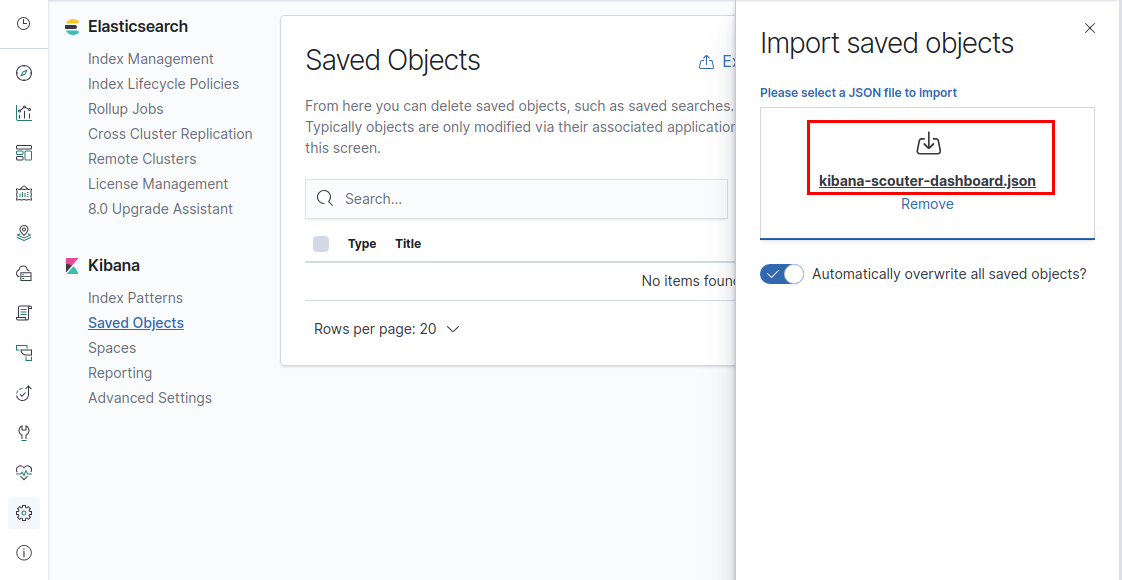 Elasticsearch
Index Management
Index Lifecycle Policies
Rollup Jobs
Cross Cluster Replication
Remote Clusters
License Management
8.0 Upgrade Assistant
Kibana
Index Patterns
Saved Objects
Spaces
Reporting
Advanced Settings
Saved Objects
From here you can delete saved objects, such as saved searches.
Typically objects are only modified via their associated application
this screen.
Search...
Type Title
No items found
Rows per page: 20
Import saved objects
Please select a JSON file to import
kibana-scouter-dashboard.json
Remove
Automatically overwrite all saved objects?